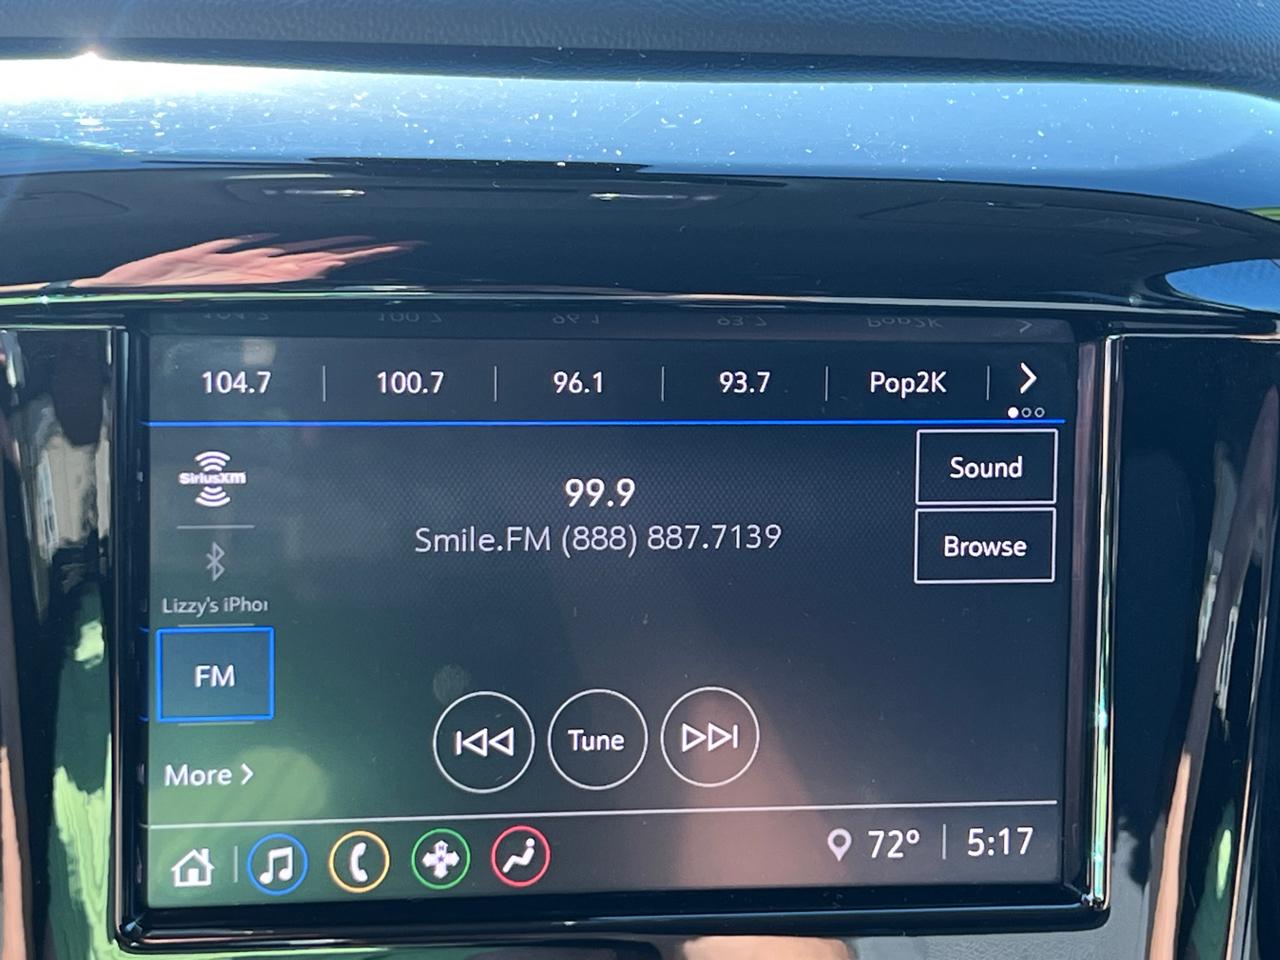 104.7 100.7 96.1 93.7 Pop2K
SiriusXm
Sound
99.9
Smile.FM (888) 887.7139
Browse
Lizzy's iPhoı
FM
Tune
More
72° 5:17